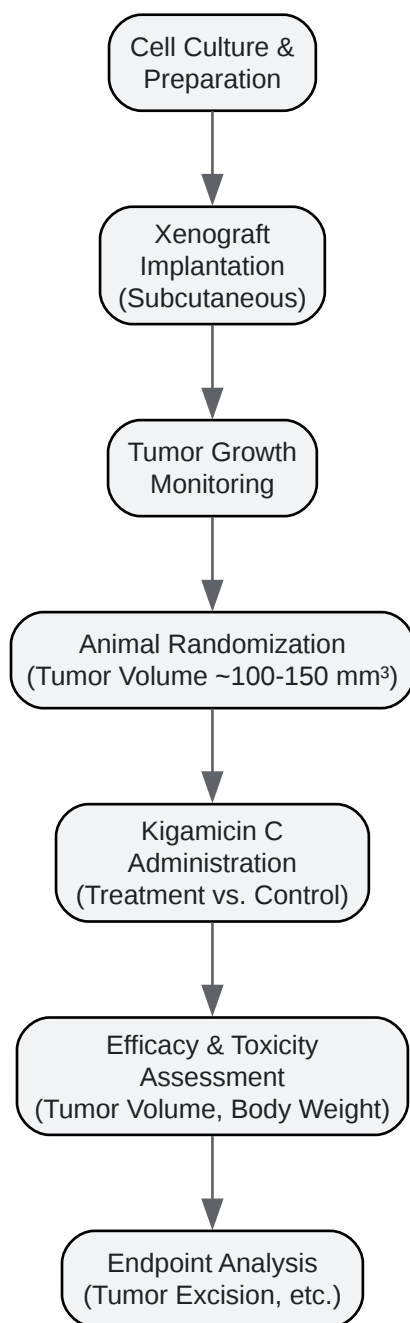 Cell Culture &
Preparation
Xenograft
Implantation
(Subcutaneous)
Tumor Growth
Monitoring
Animal Randomization
(Tumor Volume ~100-150 mm³)
Kigamicin C
Administration
(Treatment vs. Control)
Efficacy & Toxicity
Assessment
(Tumor Volume, Body Weight)
Endpoint Analysis
(Tumor Excision, etc.)